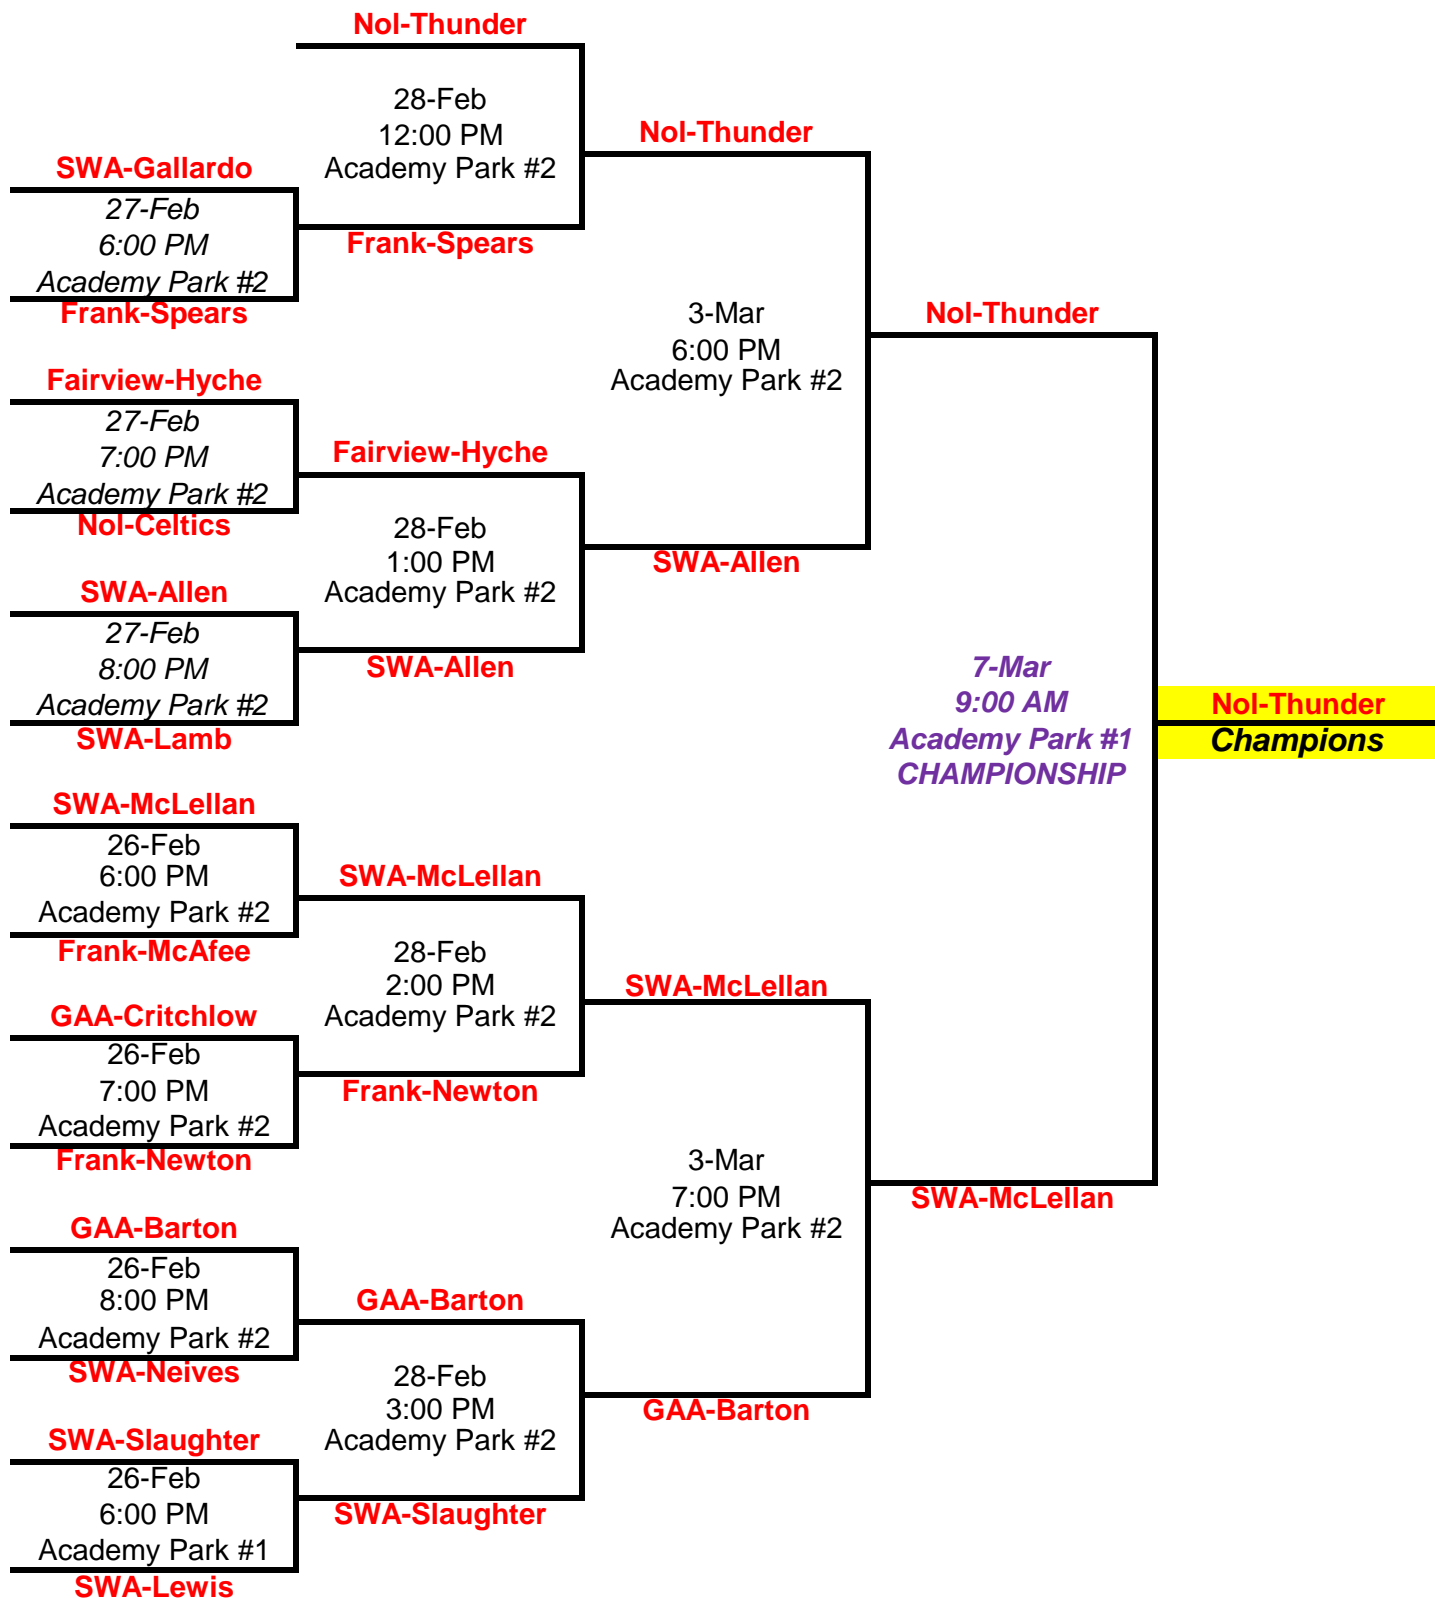 Nol-Thunder
28-Feb
12:00 PM
Academy Park #2
Nol-Thunder
SWA-Gallardo
27-Feb
6:00 PM
Academy Park #2
Frank-Spears
Frank-Spears
3-Mar
6:00 PM
Academy Park #2
Nol-Thunder
Fairview-Hyche
27-Feb
7:00 PM
Academy Park #2
Nol-Celtics
Fairview-Hyche
28-Feb
1:00 PM
Academy Park #2
SWA-Allen
SWA-Allen
27-Feb
8:00 PM
Academy Park #2
SWA-Lamb
SWA-Allen
7-Mar
9:00 AM
Academy Park #1
CHAMPIONSHIP
Nol-Thunder
Champions
SWA-McLellan
26-Feb
6:00 PM
Academy Park #2
Frank-McAfee
SWA-McLellan
28-Feb
2:00 PM
Academy Park #2
SWA-McLellan
GAA-Critchlow
26-Feb
7:00 PM
Academy Park #2
Frank-Newton
Frank-Newton
3-Mar
7:00 PM
Academy Park #2
SWA-McLellan
GAA-Barton
26-Feb
8:00 PM
Academy Park #2
SWA-Neives
GAA-Barton
28-Feb
3:00 PM
Academy Park #2
GAA-Barton
SWA-Slaughter
26-Feb
6:00 PM
Academy Park #1
SWA-Lewis
SWA-Slaughter